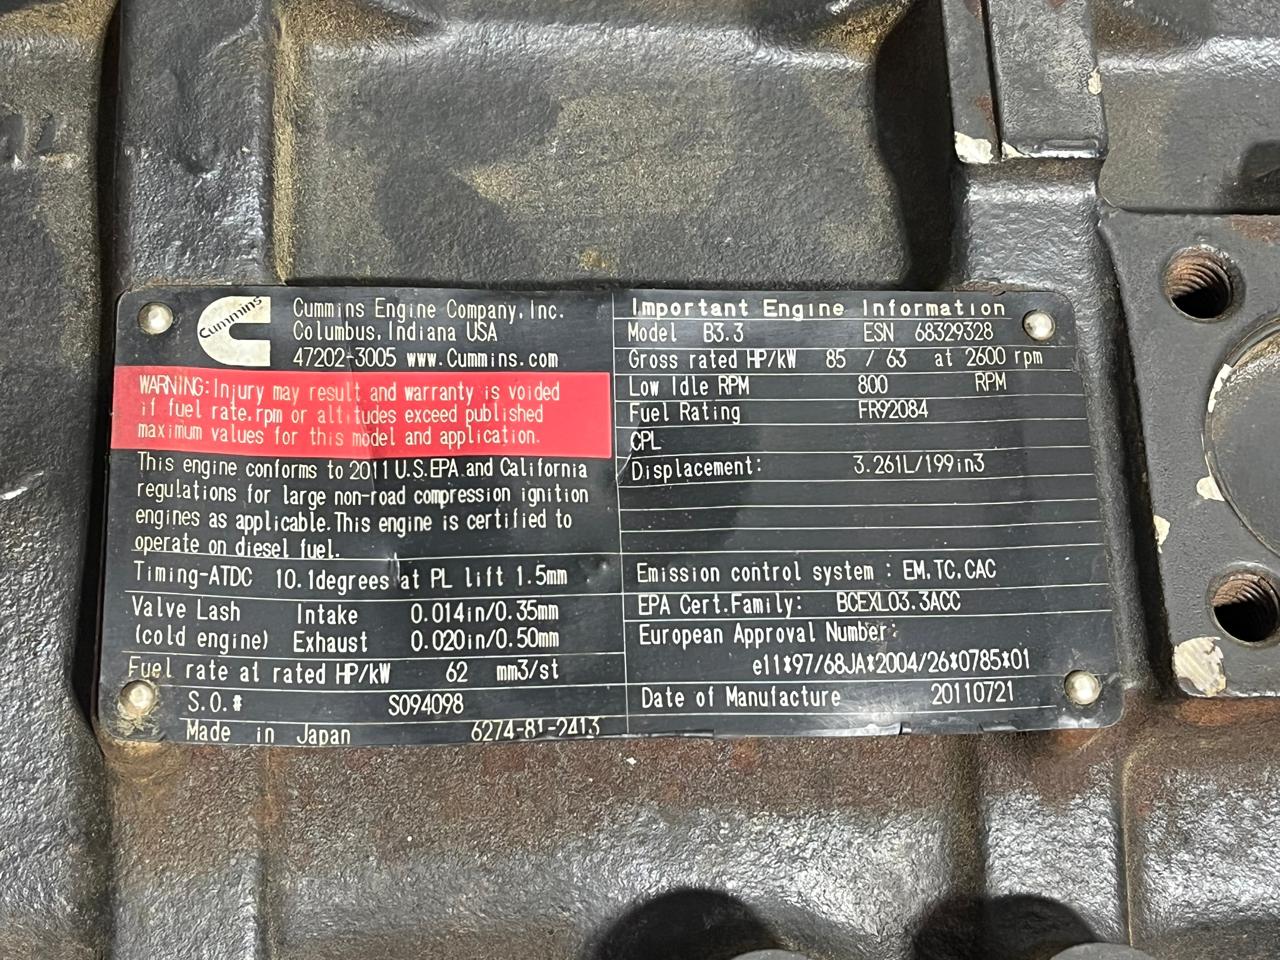 Cummins
Cummins Engine Company, Inc.
Columbus, Indiana USA
47202-3005 www.Cummins.com
WARNING: Injury may result and warranty is voided
if fuel rate, rpm or altitudes exceed published
maximum values for this model and application.
This engine conforms to 2011 U.S.EPA and California
regulations for large non-road compression ignition
engines as applicable. This engine is certified to
operate on diesel fuel.
Timing-ATDC 10.1degrees at PL lift 1.5mm
Valve Lash Intake 0.014in/0.35mm
(cold engine) Exhaust 0.020in/0.50mm
Fuel rate at rated HP/kW 62 mm3/st
S.O.# S094098
Made in Japan 6274-81-2413
Important Engine Information
Model B3.3 ESN 68329328
Gross rated HP/kW 85 / 63 at 2600 rpm
Low Idle RPM 800 RPM
Fuel Rating FR92084
CPL
Displacement: 3.261L/199in3
Emission control system : EM,TC,CAC
EPA Cert.Family: BCEXL03.3ACC
European Approval Number:
e11*97/68JA*2004/26*0785*01
Date of Manufacture 20110721